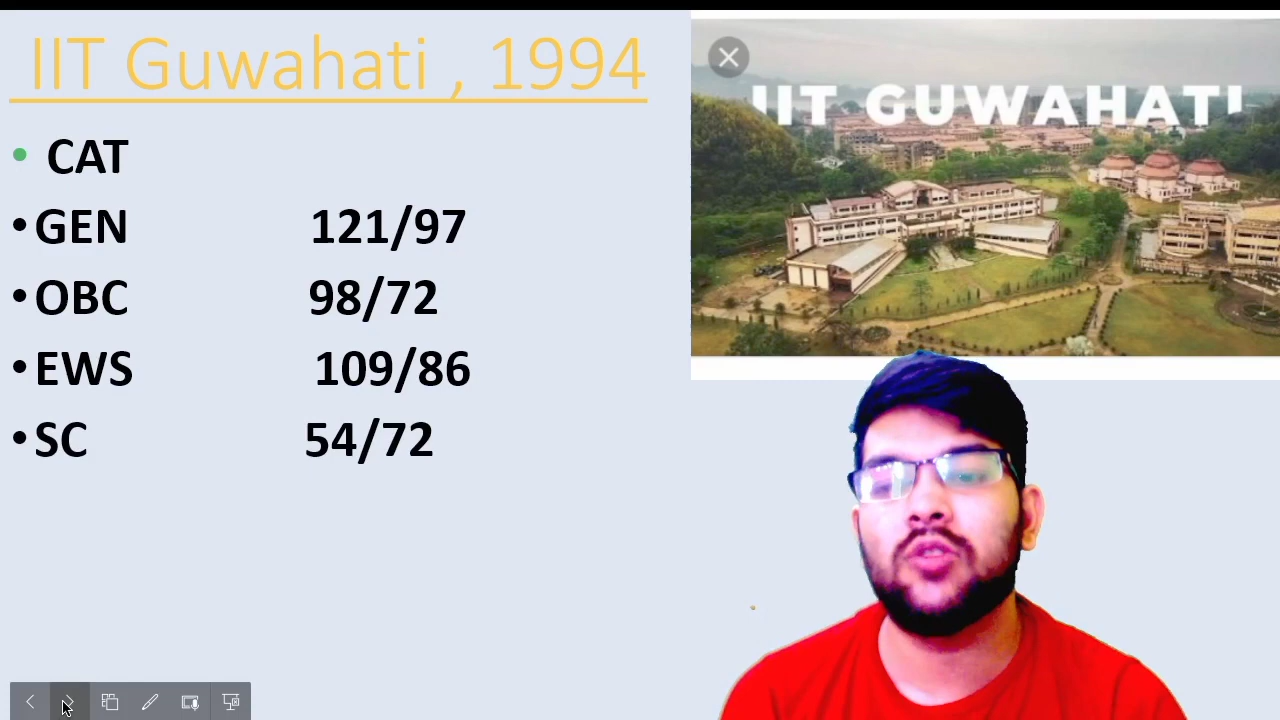 IIT Guwahati , 1994
IIT GUWAHATI
• CAT
• GEN 121/97
• OBC 98/72
• EWS 109/86
• SC 54/72